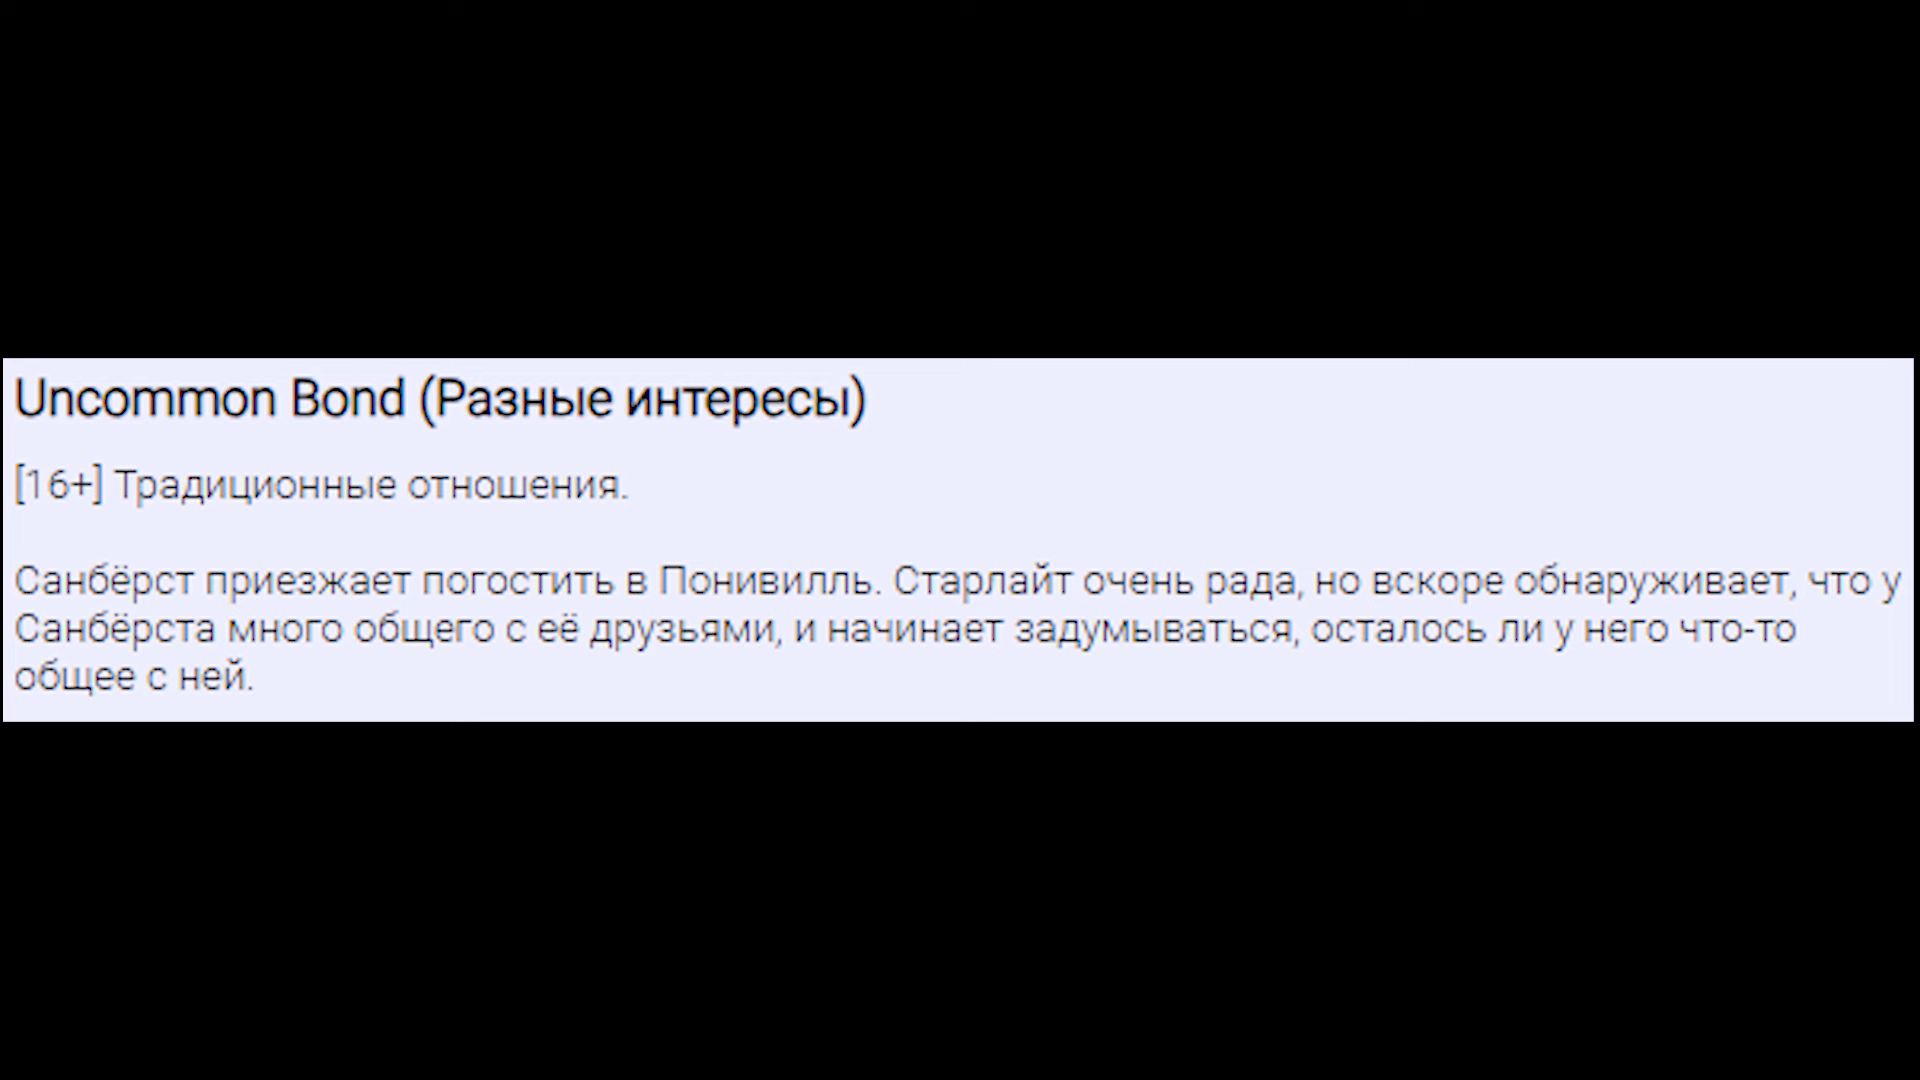 Uncommon Bond (Разные интересы)
[16+] Традиционные отношения.
Санбёрст приезжает погостить в Понивилль. Старлайт очень рада, но вскоре обнаруживает, что у
Санбёрста много общего с её друзьями, и начинает задумываться, осталось ли у него что-то
общее с ней.